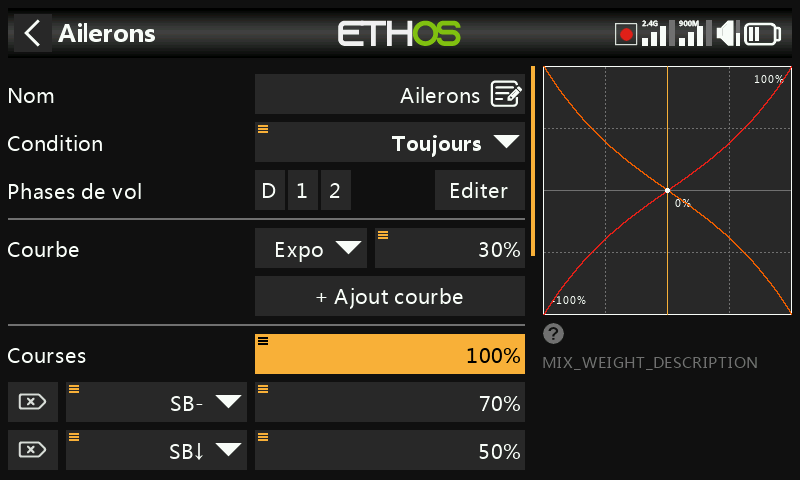 Ailerons
ETHOS
2.4G 900M
Nom
Ailerons
Condition
Toujours
Phases de vol
D 1 2
Editer
Courbe
Expo
30%
+ Ajout courbe
Courses
100%
SB-
70%
SB↓
50%
100%
0%
-100%
?
MIX_WEIGHT_DESCRIPTION